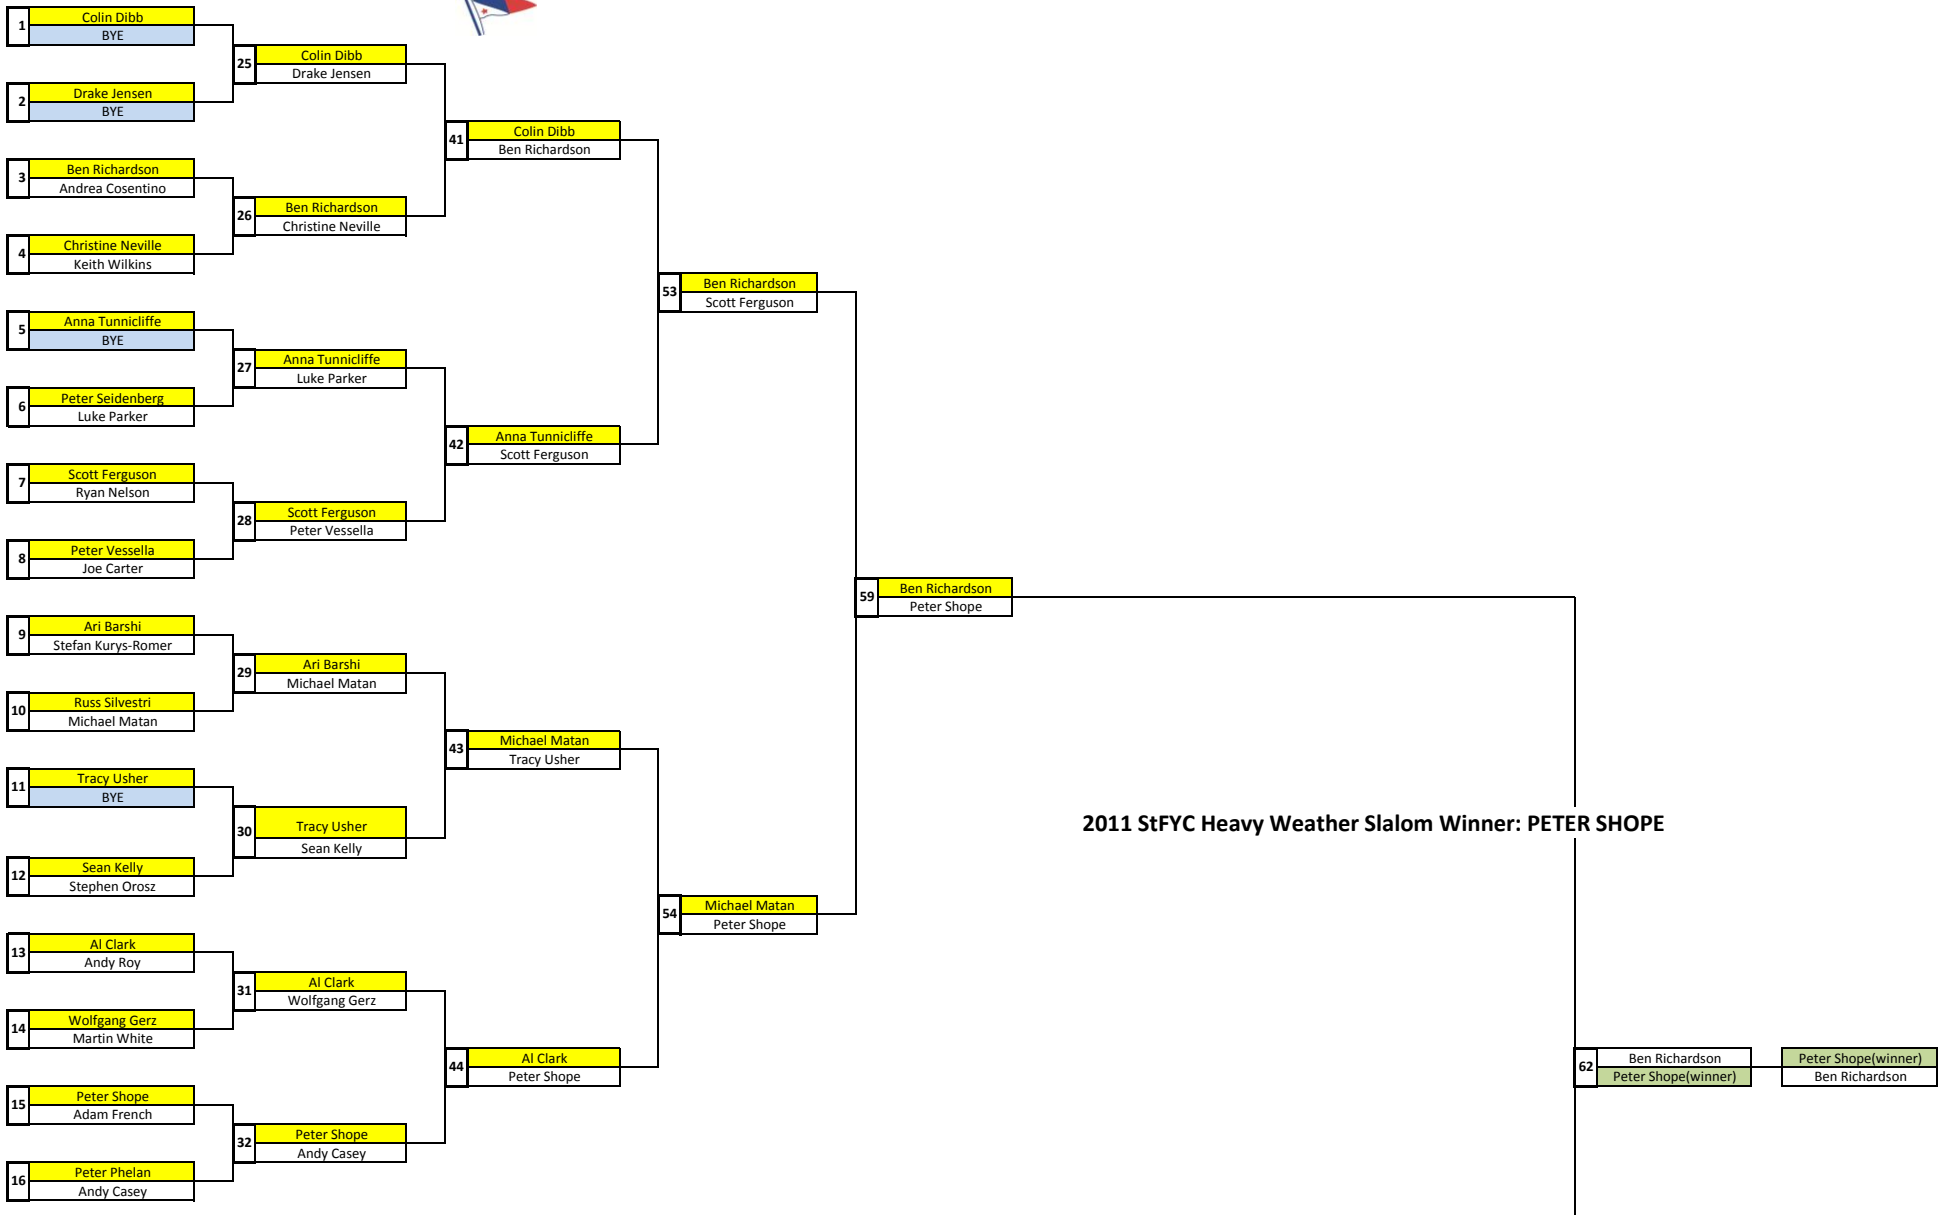 1
Colin Dibb
BYE
2
Drake Jensen
BYE
3
Ben Richardson
Andrea Cosentino
4
Christine Neville
Keith Wilkins
5
Anna Tunnicliffe
BYE
6
Peter Seidenberg
Luke Parker
7
Scott Ferguson
Ryan Nelson
8
Peter Vessella
Joe Carter
9
Ari Barshi
Stefan Kurys-Romer
10
Russ Silvestri
Michael Matan
11
Tracy Usher
BYE
12
Sean Kelly
Stephen Orosz
13
Al Clark
Andy Roy
14
Wolfgang Gerz
Martin White
15
Peter Shope
Adam French
16
Peter Phelan
Andy Casey
25
Colin Dibb
Drake Jensen
26
Ben Richardson
Christine Neville
27
Anna Tunnicliffe
Luke Parker
28
Scott Ferguson
Peter Vessella
29
Ari Barshi
Michael Matan
30
Tracy Usher
Sean Kelly
31
Al Clark
Wolfgang Gerz
32
Peter Shope
Andy Casey
41
Colin Dibb
Ben Richardson
42
Anna Tunnicliffe
Scott Ferguson
43
Michael Matan
Tracy Usher
44
Al Clark
Peter Shope
53
Ben Richardson
Scott Ferguson
54
Michael Matan
Peter Shope
59
Ben Richardson
Peter Shope
2011 StFYC Heavy Weather Slalom Winner: PETER SHOPE
62
Ben Richardson
Peter Shope(winner)
Peter Shope(winner)
Ben Richardson